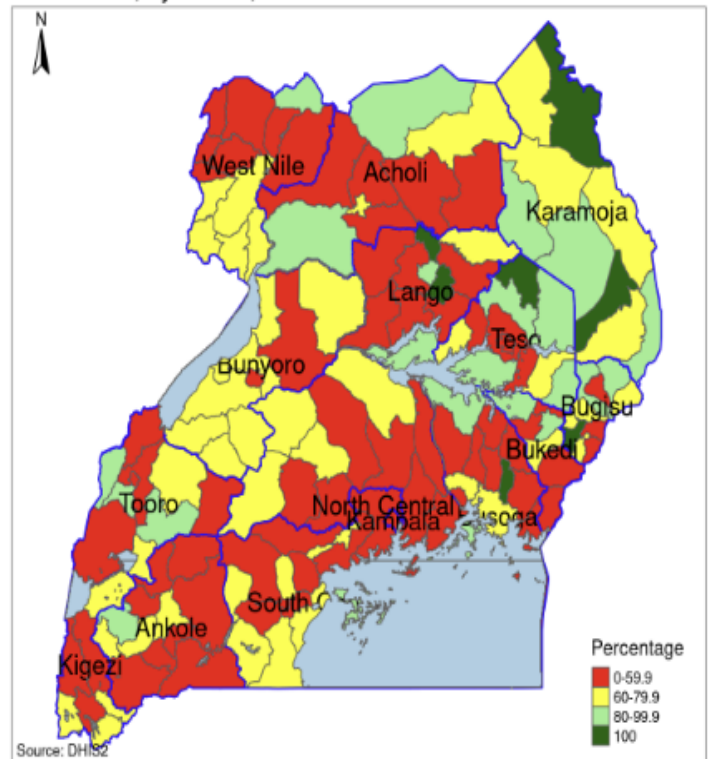 N
West Nile
Acholi
Karamoja
Lango
Teso
Bunyoro
Bugisu
Bukedi
Tooro
North Central
Kampala
South
Ankole
Kigezi
Percentage
0-59.9
60-79.9
80-99.9
100
Source: DHIS2